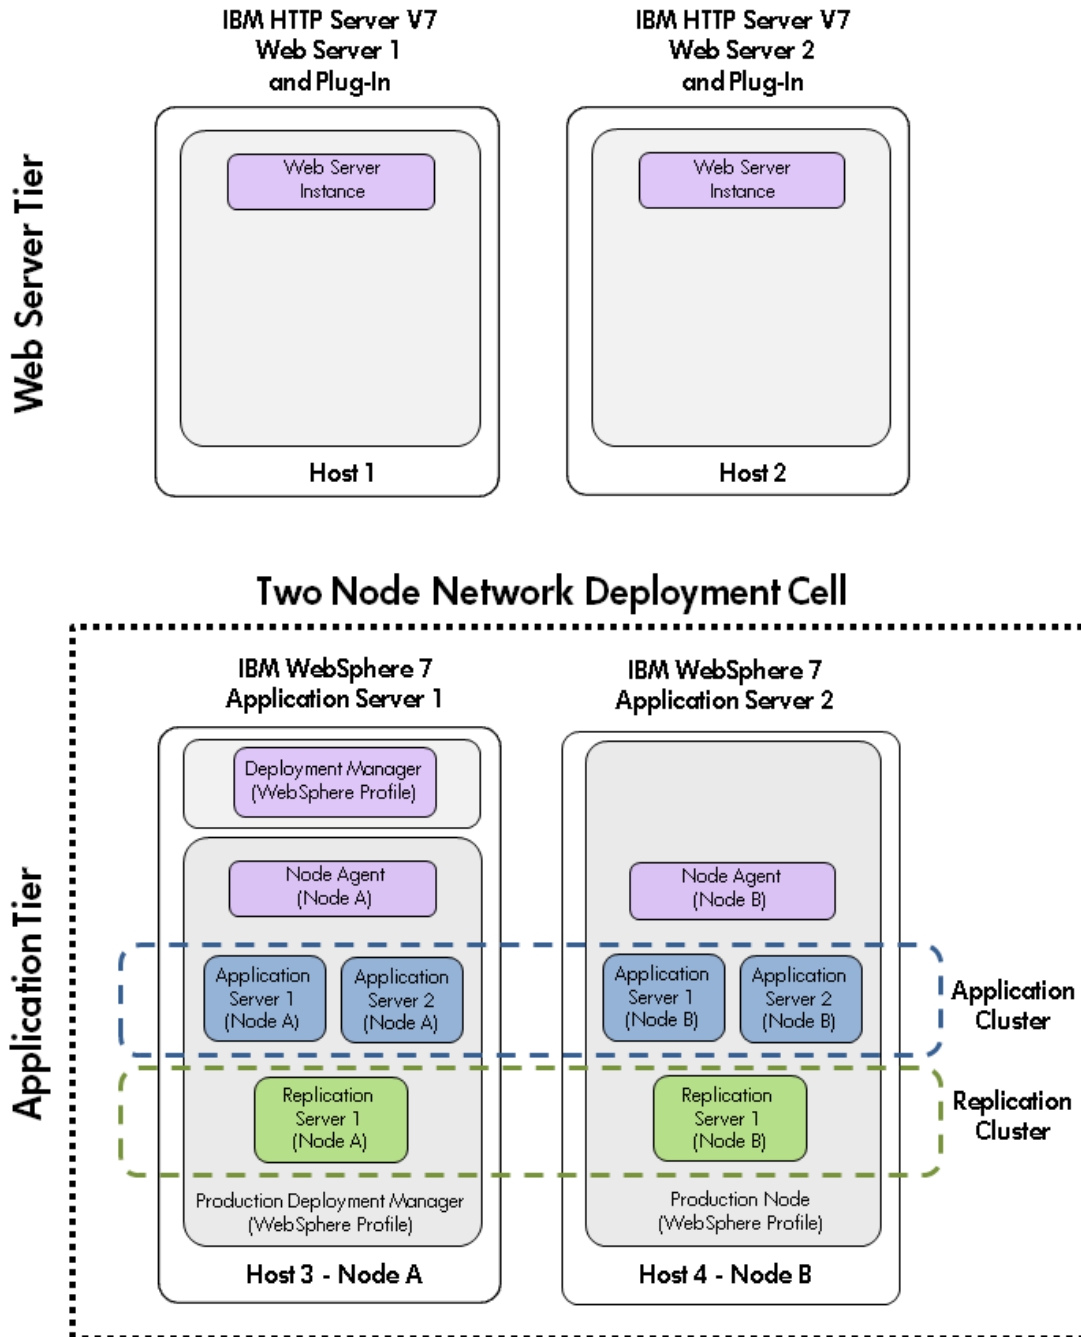 IBM HTTP Server V7
Web Server 1
and Plug-In
IBM HTTP Server V7
Web Server 2
and Plug-In
Web Server Tier
Web Server
Instance
Host 1
Web Server
Instance
Host 2
Two Node Network Deployment Cell
Application Tier
IBM WebSphere 7
Application Server 1
IBM WebSphere 7
Application Server 2
Deployment Manager
(WebSphere Profile)
Node Agent
(Node A)
Node Agent
(Node B)
Application
Server 1
(Node A)
Application
Server 2
(Node A)
Application
Server 1
(Node B)
Application
Server 2
(Node B)
Application
Cluster
Replication
Server 1
(Node A)
Replication
Server 1
(Node B)
Replication
Cluster
Production Deployment Manager
(WebSphere Profile)
Production Node
(WebSphere Profile)
Host 3 - Node A
Host 4 - Node B